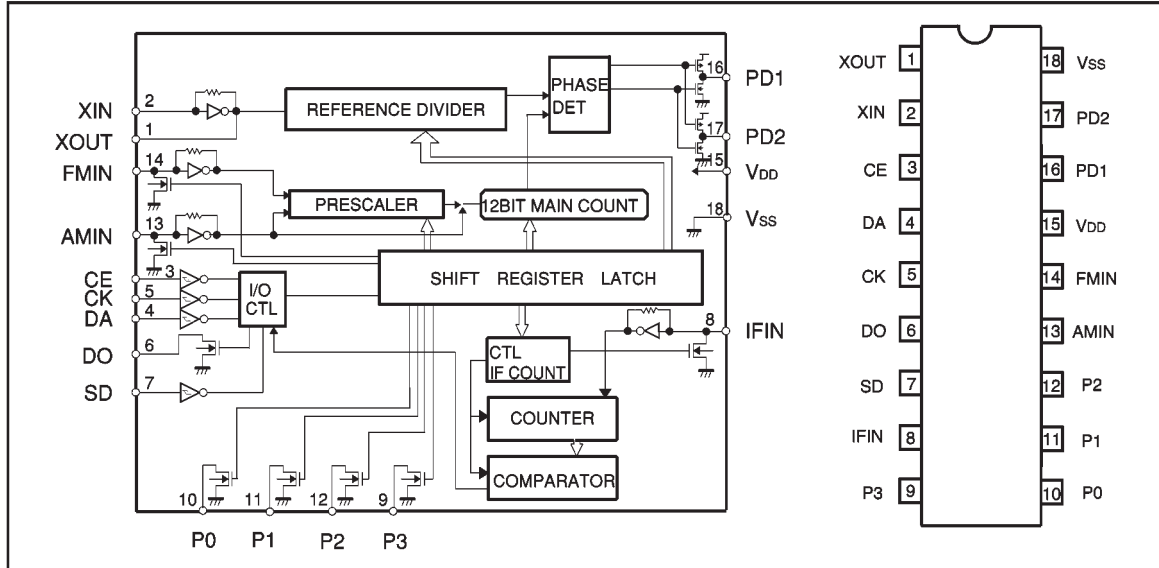 XIN
2
XOUT
1
FMIN
14
AMIN
13
CE
3
CK
5
DA
4
DO
6
SD
7
REFERENCE DIVIDER
PHASE
DET
16
PD1
17
PD2
15
VDD
18
VSS
PRESCALER
12BIT MAIN COUNT
SHIFT REGISTER LATCH
I/O
CTL
8
IFIN
CTL
IF COUNT
COUNTER
COMPARATOR
10
11
12
9
P0
P1
P2
P3
XOUT 1
18 VSS
XIN 2
17 PD2
CE 3
16 PD1
DA 4
15 VDD
CK 5
14 FMIN
DO 6
13 AMIN
SD 7
12 P2
IFIN 8
11 P1
P3 9
10 P0